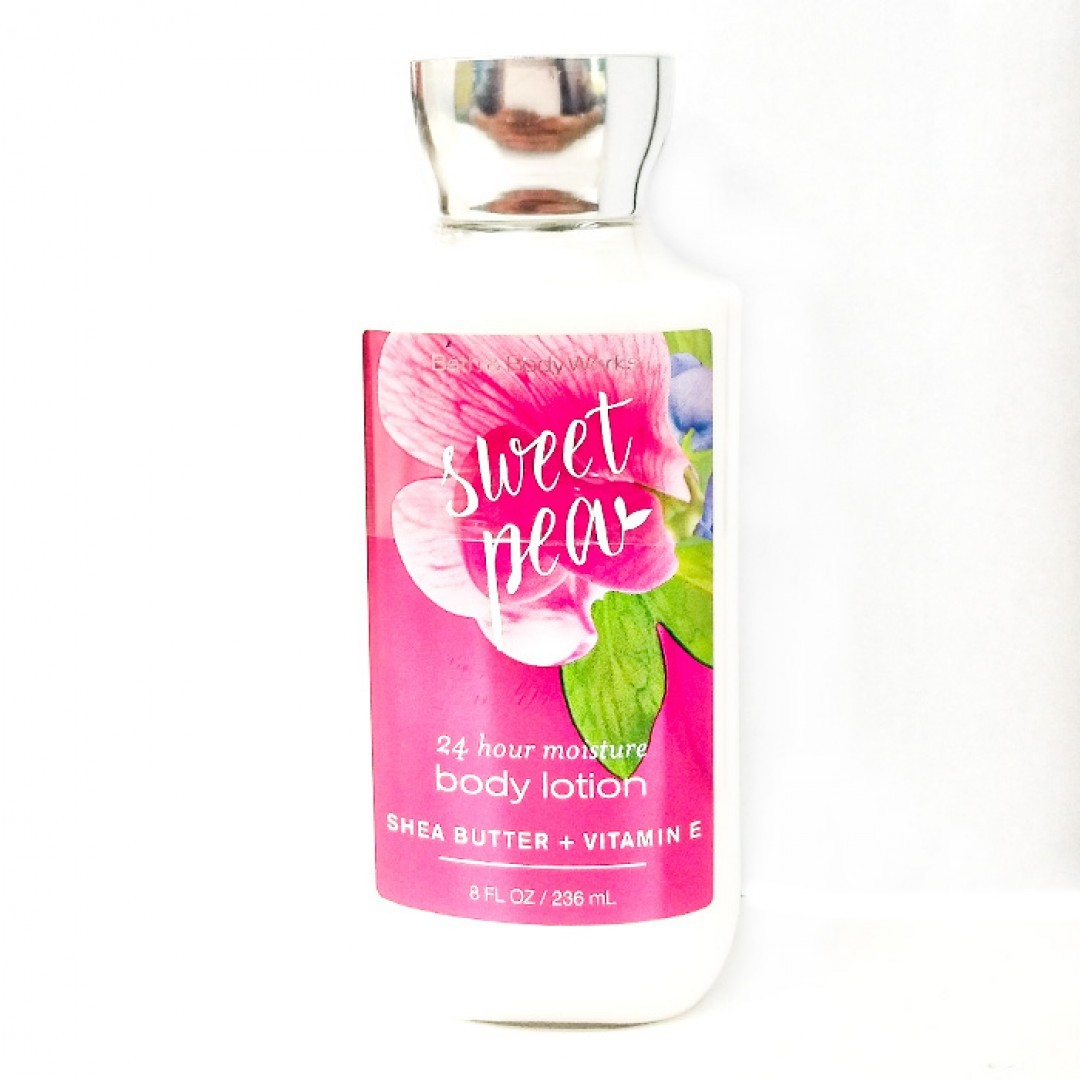 Bath & Body Works
sweet
pea
24 hour moisture
body lotion
SHEA BUTTER + VITAMIN E
8 FL OZ / 236 mL